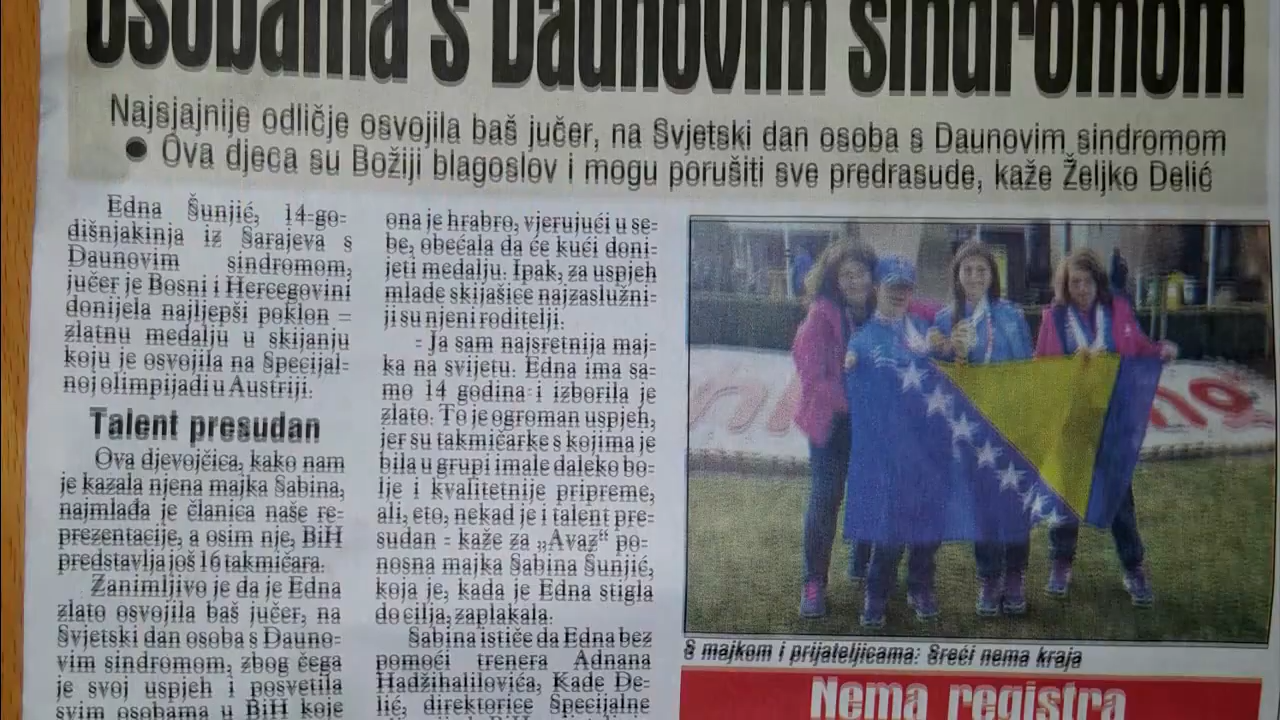 osobama s Daunovim sindromom
Najsjajnije odličje osvojila baš jučer, na Svjetski dan osoba s Daunovim sindromom
● Ova djeca su Božiji blagoslov i mogu porušiti sve predrasude, kaže Željko Delić
Edna Šunjić, 14-go-
dišnjakinja iz Sarajeva s
Daunovim sindromom,
jučer je Bosni i Hercegovini
donijela najljepši poklon -
zlatnu medalju u skijanju
koju je osvojila na Specijal-
noj olimpijadi u Austriji.
Talent presudan
Ova djevojčica, kako nam
je kazala njena majka Sabina,
najmlađa je članica naše re-
prezentacije, a osim nje, BiH
predstavlja još 16 takmičara.
Zanimljivo je da je Edna
zlato osvojila baš jučer, na
Svjetski dan osoba s Dauno-
vim sindromom, zbog čega
je svoj uspjeh i posvetila
svim osobama u BiH koje
ona je hrabro, vjerujući u se-
be, obećala da će kući doni-
jeti medalju. Ipak, za uspjeh
mlade skijašice najzaslužni-
ji su njeni roditelji.
- Ja sam najsretnija maj-
ka na svijetu. Edna ima sa-
mo 14 godina i izborila je
zlato. To je ogroman uspjeh,
jer su takmičarke s kojima je
bila u grupi imale daleko bo-
lje i kvalitetnije pripreme,
ali, eto, nekad je i talent pre-
sudan - kaže za „Avaz“ po-
nosna majka Sabina Šunjić,
koja je, kada je Edna stigla
do cilja, zaplakala.
Sabina ističe da Edna bez
pomoći trenera Adnana
Hadžihalilovića, Kade De-
lić, direktorice Specijalne
S majkom i prijateljicama: Sreći nema kraja
Nema registra